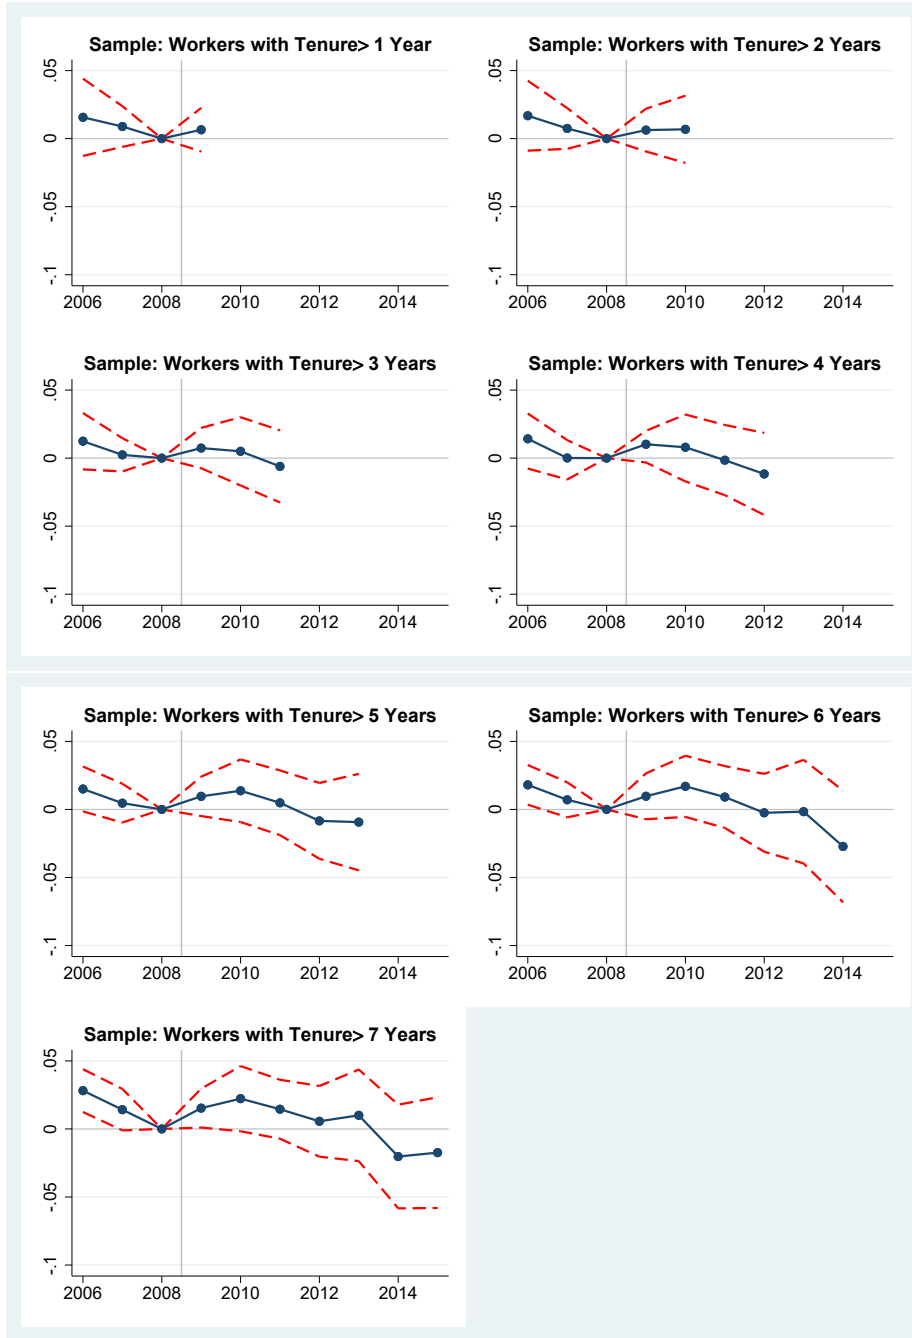 Sample: Workers with Tenure> 1 Year
.05
0
-.05
-.1
2006 2008 2010 2012 2014
Sample: Workers with Tenure> 2 Years
.05
0
-.05
-.1
2006 2008 2010 2012 2014
Sample: Workers with Tenure> 3 Years
.05
0
-.05
-.1
2006 2008 2010 2012 2014
Sample: Workers with Tenure> 4 Years
.05
0
-.05
-.1
2006 2008 2010 2012 2014
Sample: Workers with Tenure> 5 Years
.05
0
-.05
-.1
2006 2008 2010 2012 2014
Sample: Workers with Tenure> 6 Years
.05
0
-.05
-.1
2006 2008 2010 2012 2014
Sample: Workers with Tenure> 7 Years
.05
0
-.05
-.1
2006 2008 2010 2012 2014